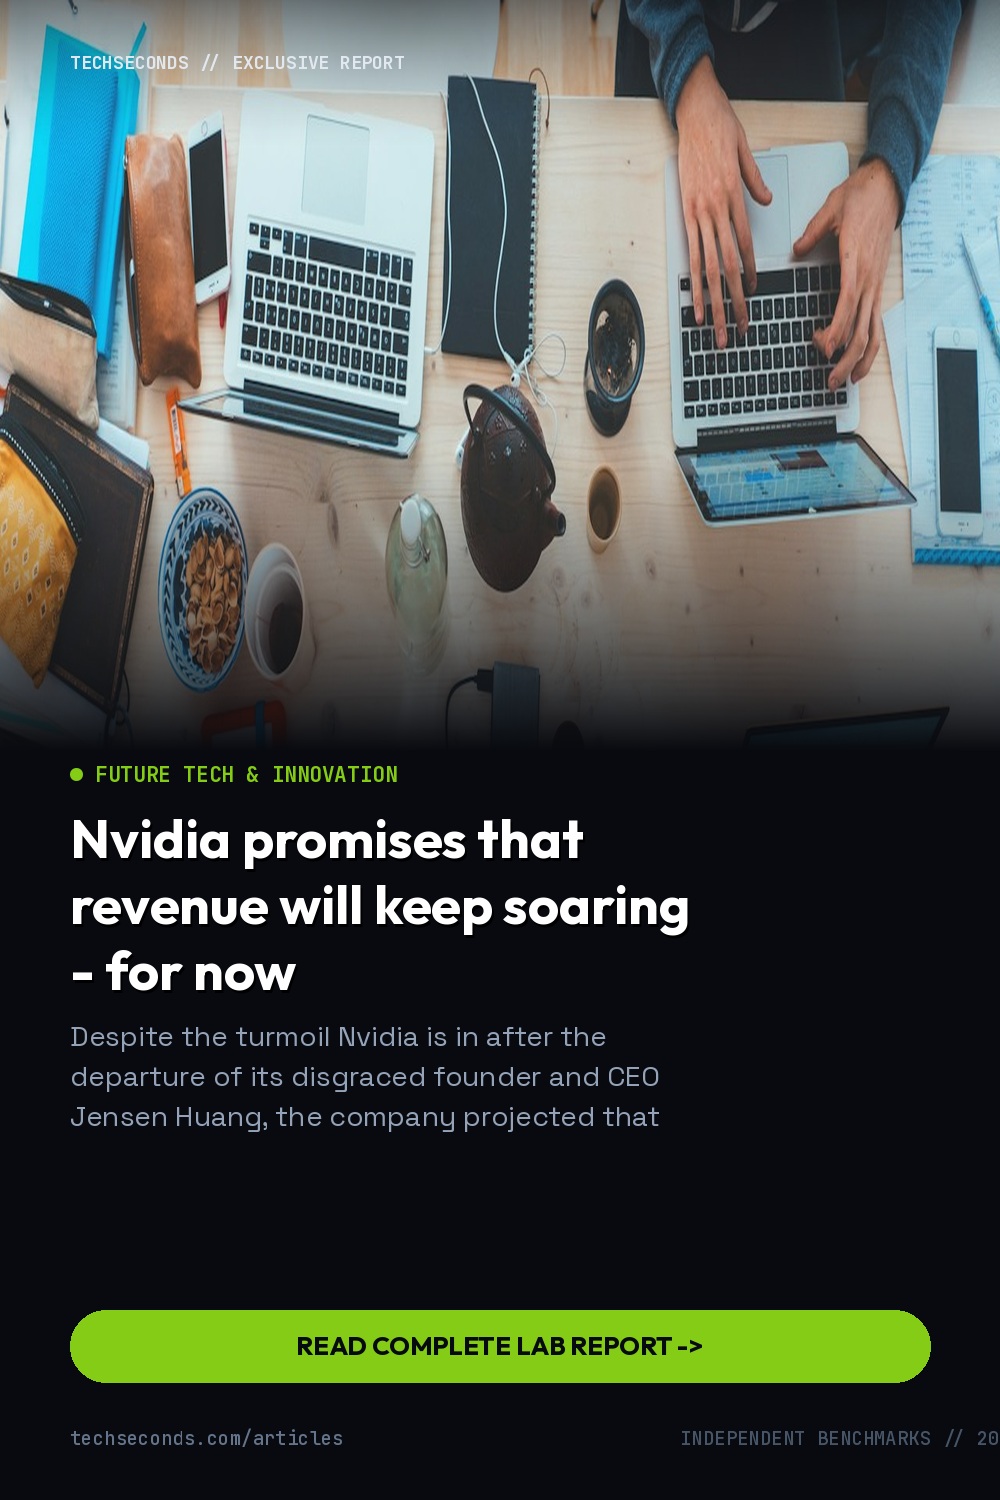 TECHSECONDS // EXCLUSIVE REPORT
FUTURE TECH & INNOVATION
Nvidia promises that
revenue will keep soaring
- for now
Despite the turmoil Nvidia is in after the
departure of its disgraced founder and CEO
Jensen Huang, the company projected that
READ COMPLETE LAB REPORT ->
techseconds.com/articles
INDEPENDENT BENCHMARKS // 20